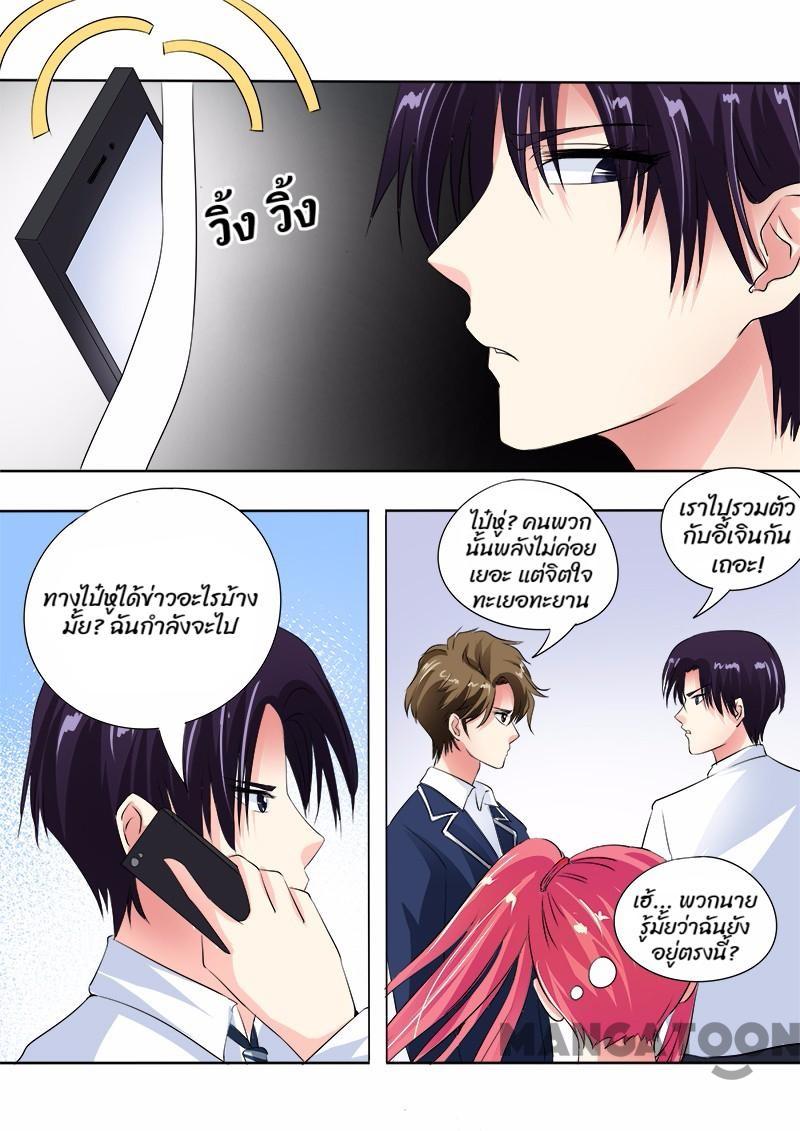 วิ้ง วิ้ง
ทางไป๋หู่ได้ข่าวอะไรบ้าง
มั้ย? ฉันกำลังจะไป
ไป๋หู่? คนพวก
นั้นพลังไม่ค่อย
เยอะ แต่จิตใจ
ทะเยอทะยาน
เราไปรวมตัว
กับอี้เจินกัน
เถอะ!
เฮ้... พวกนาย
รู้มั้ยว่าฉันยัง
อยู่ตรงนี้?
MANGATOON